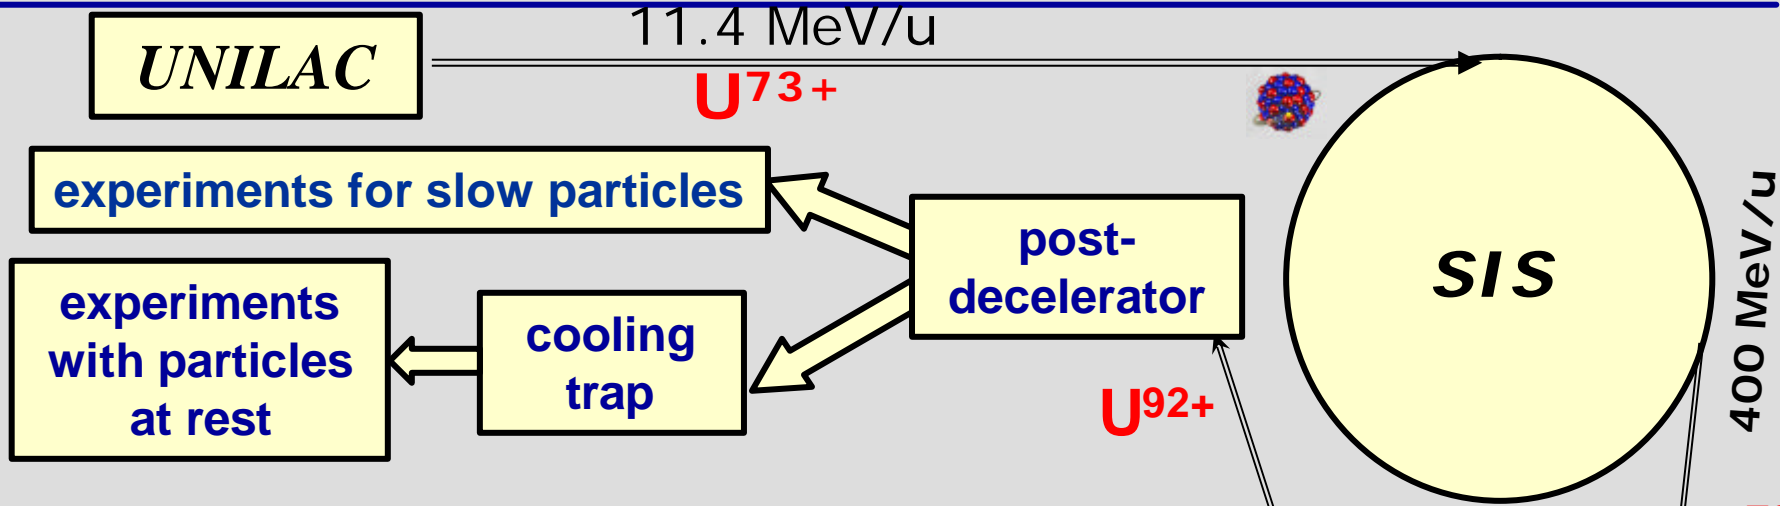 UNILAC
11.4 MeV/u
U73+
experiments for slow particles
post-
decelerator
SIS
400 MeV/u
experiments
with particles
at rest
cooling
trap
U92+